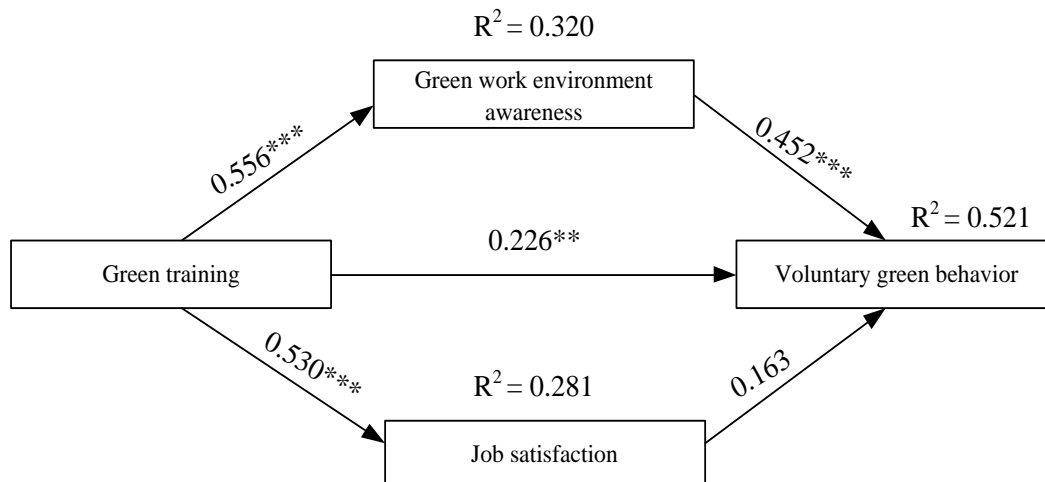 R² = 0.320
Green work environment
awareness
0.556***
0.452***
R² = 0.521
0.226**
Green training
Voluntary green behavior
0.530***
R² = 0.281
0.163
Job satisfaction